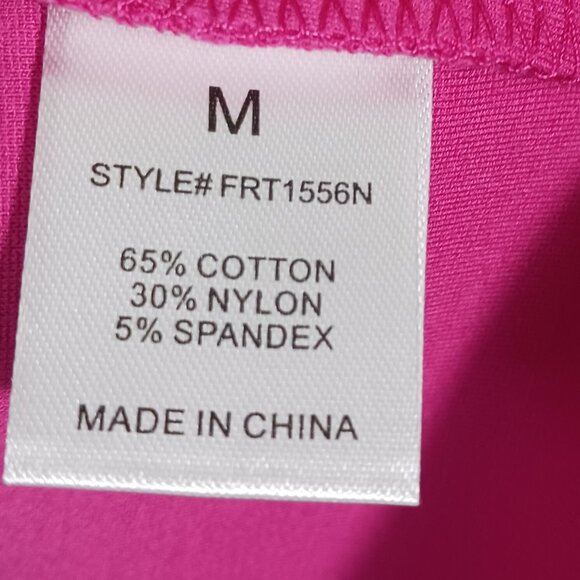 M
STYLE# FRT1556N
65% COTTON
30% NYLON
5% SPANDEX
MADE IN CHINA